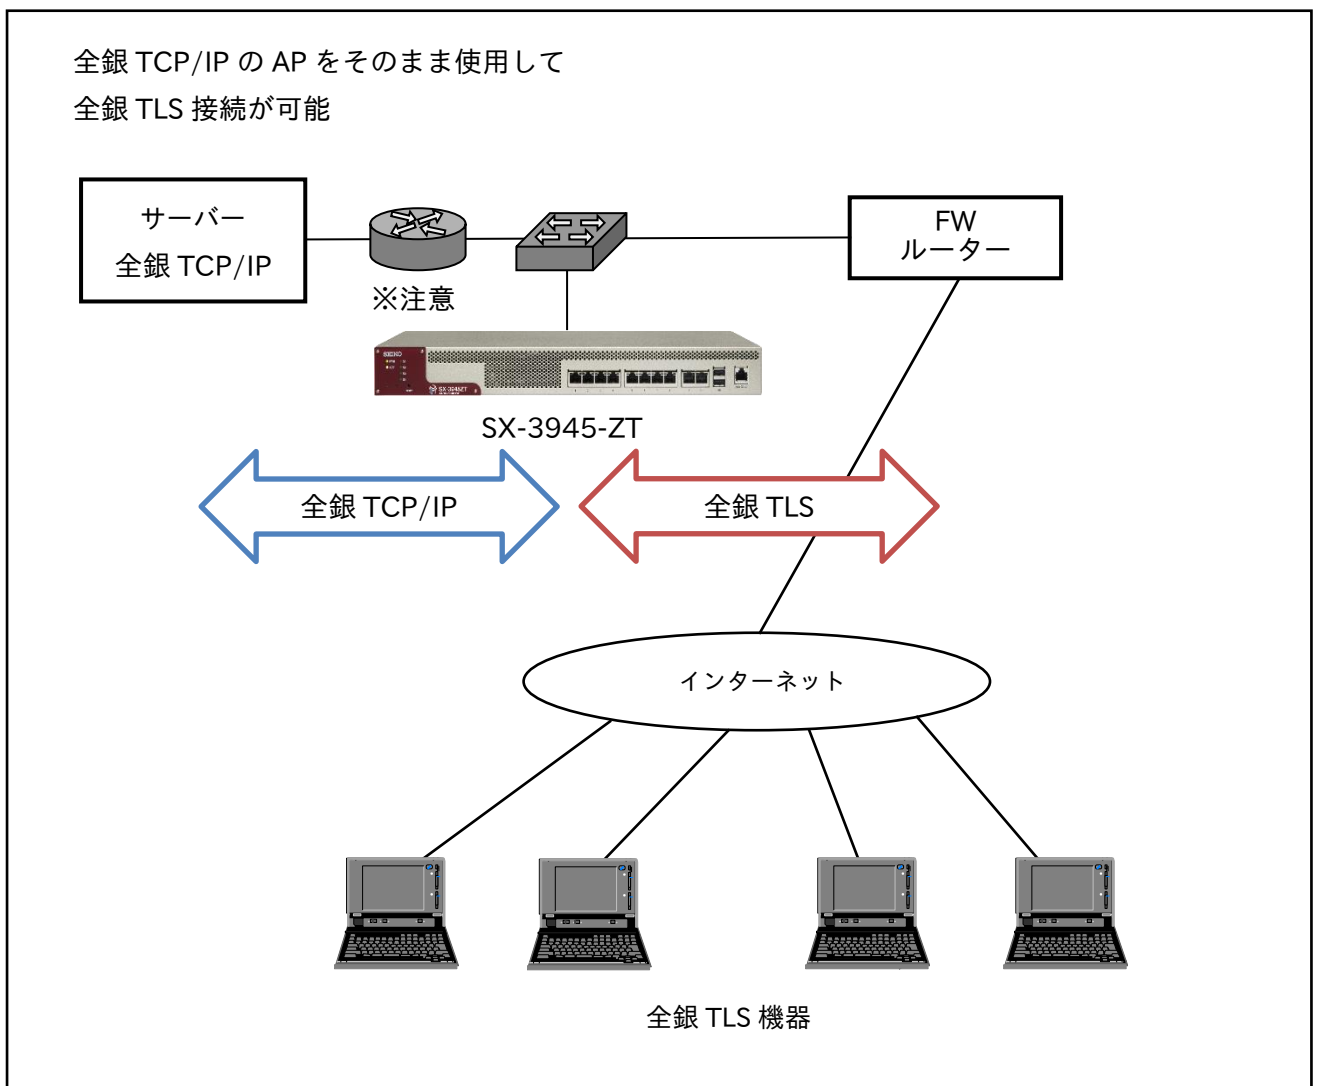 全銀 TCP/IP の AP をそのまま使用して
全銀 TLS 接続が可能
サーバー
全銀 TCP/IP
FW
ルーター
※注意
SEIKO
SX-3945ZT
SX-3945-ZT
全銀 TCP/IP
全銀 TLS
インターネット
全銀 TLS 機器